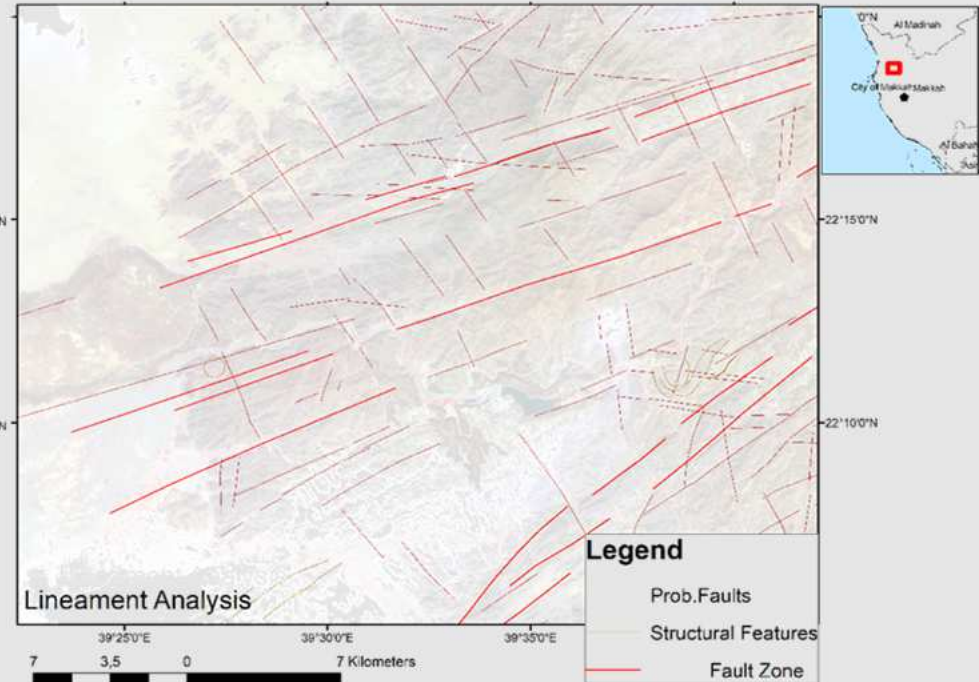 °0"N
Al Madinah
City of Makkah Makkah
Al Bahah
22°15'0"N
22°10'0"N
N
N
Lineament Analysis
Legend
Prob.Faults
Structural Features
Fault Zone
39°25'0"E
39°30'0"E
39°35'0"E
7
3,5
0
7 Kilometers